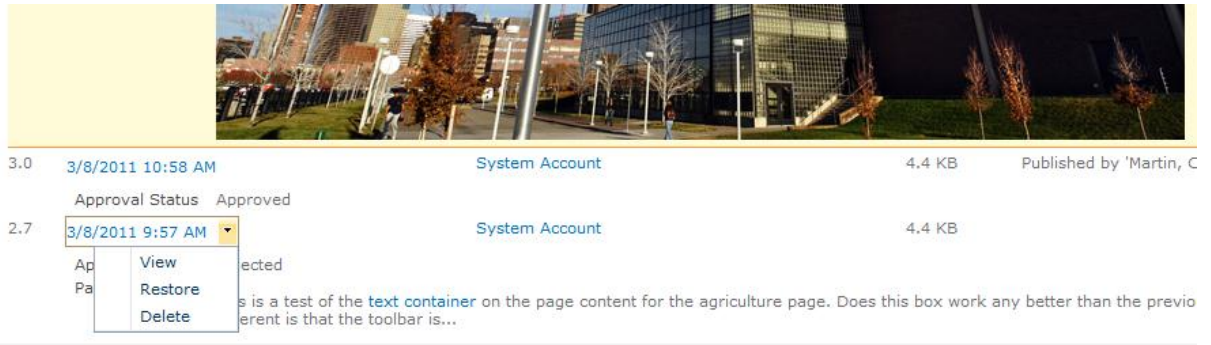 3.0 3/8/2011 10:58 AM System Account 4.4 KB Published by 'Martin, C
Approval Status Approved
2.7 3/8/2011 9:57 AM System Account 4.4 KB
Ap View ected
Pa Restore
s is a test of the text container on the page content for the agriculture page. Does this box work any better than the previo
Delete erent is that the toolbar is...